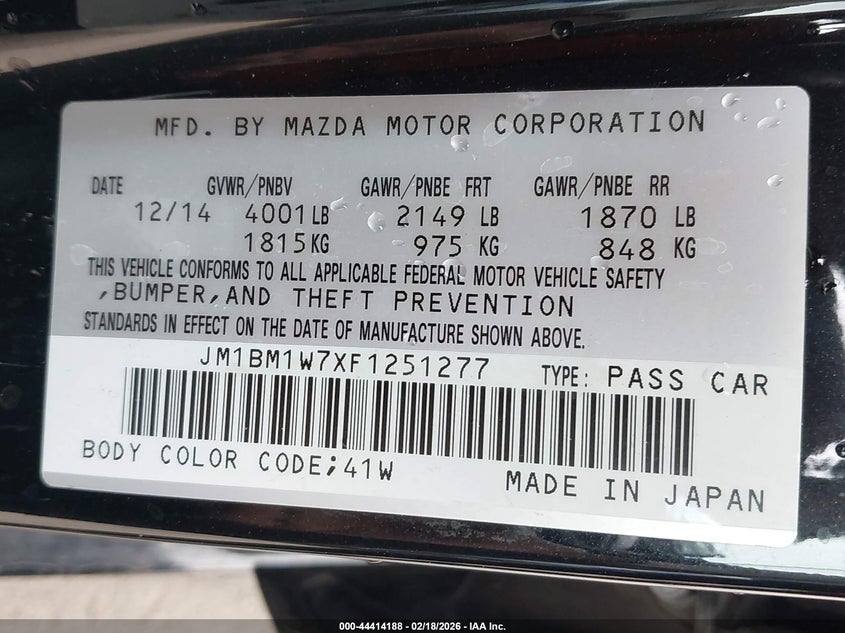 MFD. BY MAZDA MOTOR CORPORATION
DATE GVWR/PNBV GAWR/PNBE FRT GAWR/PNBE RR
12/14 4001LB 2149 LB 1870 LB
1815KG 975 KG 848 KG
THIS VEHICLE CONFORMS TO ALL APPLICABLE FEDERAL MOTOR VEHICLE SAFETY
,BUMPER,AND THEFT PREVENTION
STANDARDS IN EFFECT ON THE DATE OF MANUFACTURE SHOWN ABOVE.
JM1BM1W7XF1251277 TYPE: PASS CAR
BODY COLOR CODE;41W
MADE IN JAPAN
000-44414188 - 02/18/2026 - IAA Inc.